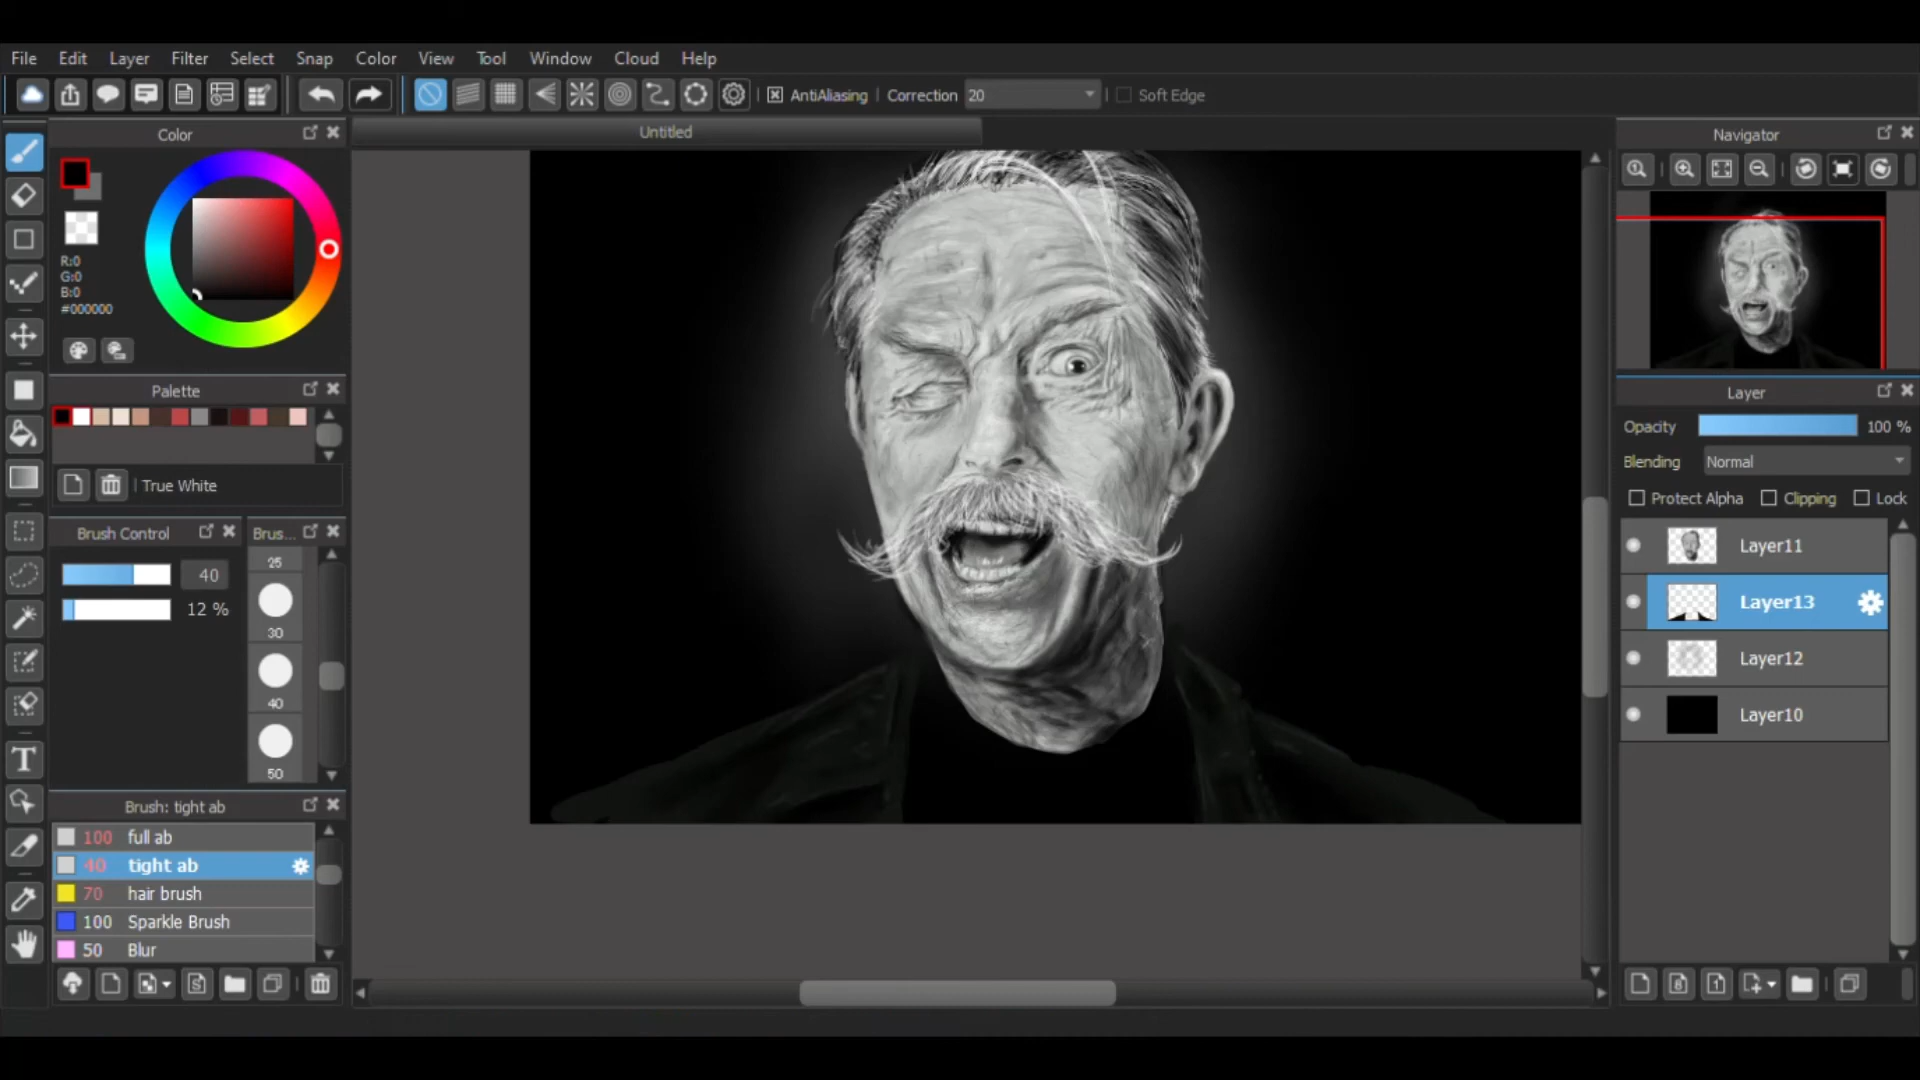 File Edit Layer Filter Select Snap Color View Tool Window Cloud Help
AntiAliasing Correction 20 Soft Edge
Color
Untitled
Navigator
R:0
G:0
B:0
#000000
Palette
True White
Brush Control
Brus...
40
12 %
25
30
40
50
Brush: tight ab
100 full ab
40 tight ab
70 hair brush
100 Sparkle Brush
50 Blur
Layer
Opacity 100 %
Blending Normal
Protect Alpha Clipping Lock
Layer11
Layer13
Layer12
Layer10